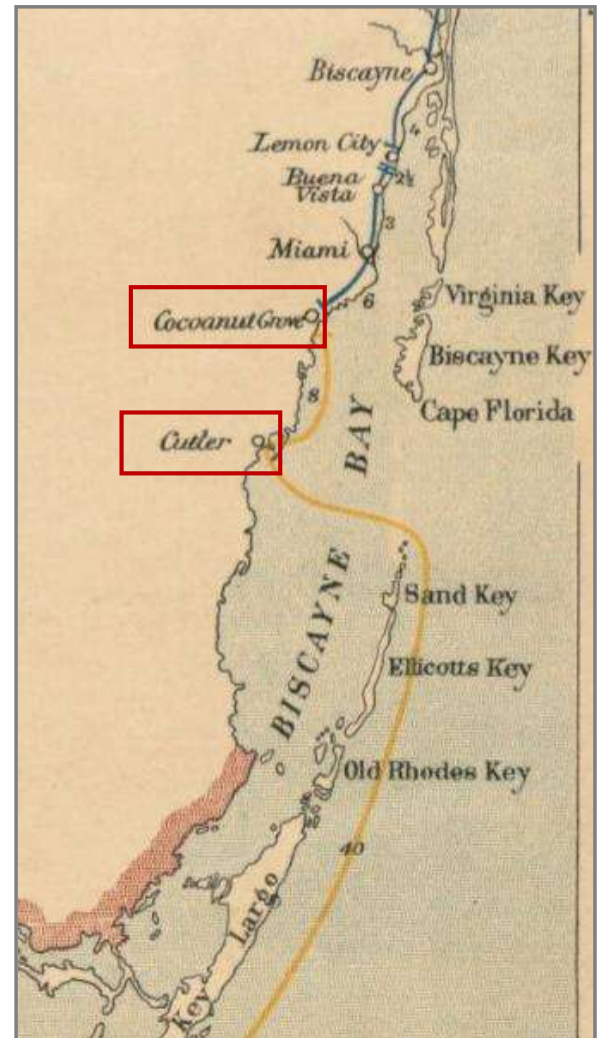 Biscayne
4
Lemon City
2½
Buena
Vista
3
Miami
6
Virginia Key
Cocoanut Grove
Biscayne Key
8
Cape Florida
Cutler
BISCAYNE BAY
Sand Key
Ellicotts Key
Old Rhodes Key
40
Key Largo